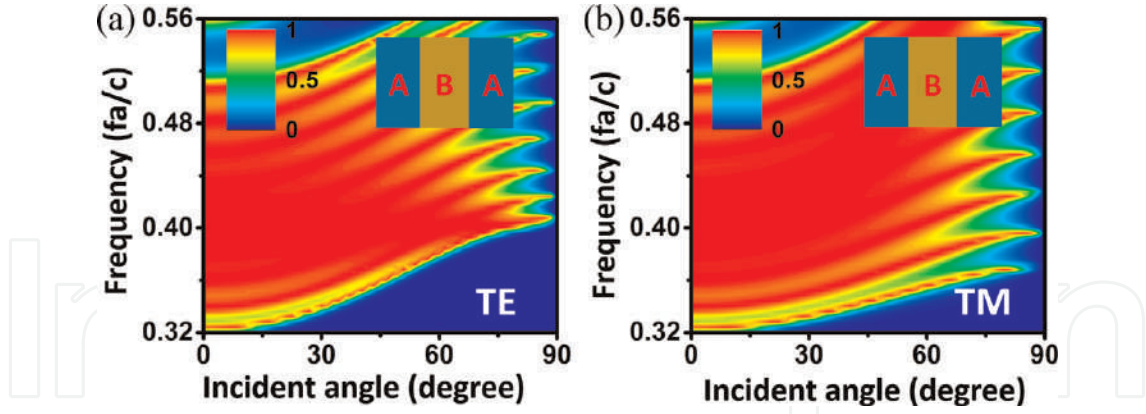 (a)
0.56
0.48
0.40
0.32
Frequency (fa/c)
1
0.5
0
A B A
TE
0 30 60 90
Incident angle (degree)
(b)
0.56
0.48
0.40
0.32
Frequency (fa/c)
1
0.5
0
A B A
TM
0 30 60 90
Incident angle (degree)